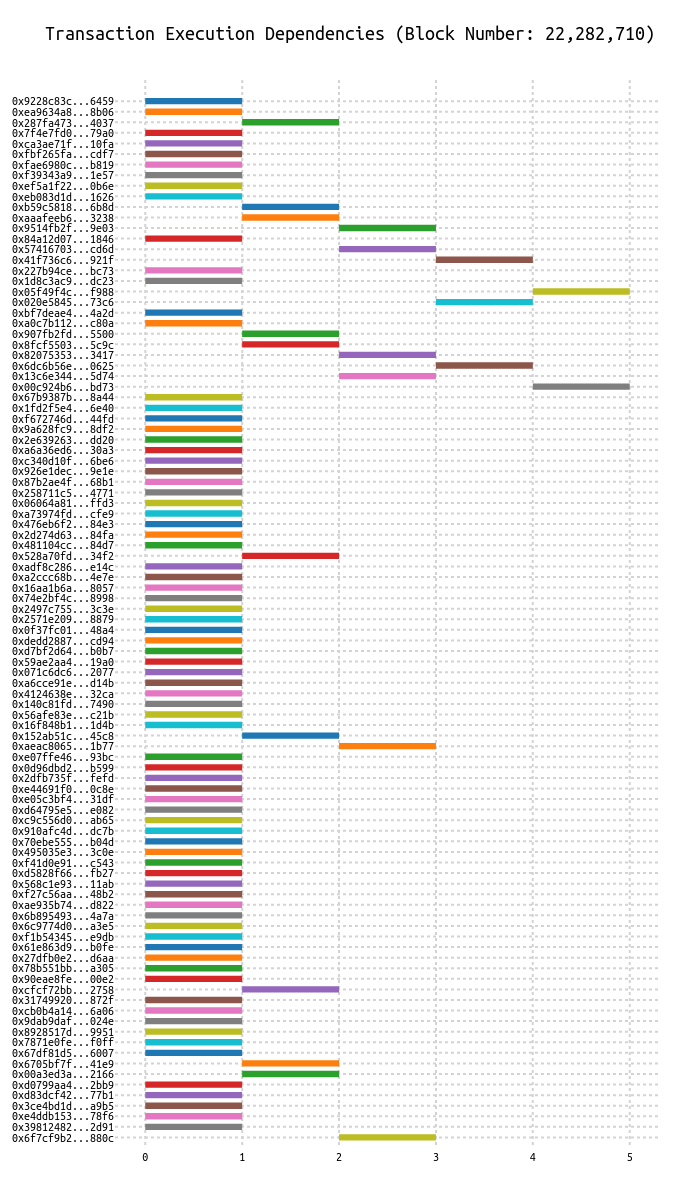 Transaction Execution Dependencies (Block Number: 22,282,710)
0x9228c83c...6459
0xea9634a8...8b06
0x287fa473...4037
0x7f4e7fd0...79a0
0xca3ae71f...10fa
0xfbf265fa...cdf7
0xfae6980c...b819
0xf39343a9...1e57
0xef5a1f22...0b6e
0xeb083d1d...1626
0xb59c5818...6b8d
0xaaafeeb6...3238
0x9514fb2f...9e03
0x84a12d07...1846
0x57416703...cd6d
0x41f736c6...921f
0x227b94ce...bc73
0x1d8c3ac9...dc23
0x05f49f4c...f988
0x020e5845...73c6
0xbf7deae4...4a2d
0xa0c7b112...c80a
0x907fb2fd...5500
0x8fcf5503...5c9c
0x82075353...3417
0x6dc6b56e...0625
0x13c6e344...5d74
0x00c924b6...bd73
0x67b9387b...8a44
0x1fd2f5e4...6e40
0xf672746d...44fd
0x9a628fc9...8df2
0x2e639263...dd20
0xa6a36ed6...30a3
0xc340d10f...6be6
0x926e1dec...9e1e
0x87b2ae4f...68b1
0x258711c5...4771
0x06064a81...ffd3
0xa73974fd...cfe9
0x476eb6f2...84e3
0x2d274d63...84fa
0x481104cc...84d7
0x528a70fd...34f2
0xadf8c286...e14c
0xa2ccc68b...4e7e
0x16aa1b6a...8057
0x74e2bf4c...8998
0x2497c755...3c3e
0x2571e209...8879
0x0f37fc01...48a4
0xdedd2887...cd94
0xd7bf2d64...b0b7
0x59ae2aa4...19a0
0x071c6dc6...2077
0xa6cce91e...d14b
0x4124638e...32ca
0x140c81fd...7490
0x56afe83e...c21b
0x16f848b1...1d4b
0x152ab51c...45c8
0xaeac8065...1b77
0xe07ffe46...93bc
0x0d96dbd2...b599
0x2dfb735f...fefd
0xe44691f0...0c8e
0xe05c3bf4...31df
0xd64795e5...e082
0xc9c556d0...ab65
0x910afc4d...dc7b
0x70ebe555...b04d
0x495035e3...3c0e
0xf41d0e91...c543
0xd5828f66...fb27
0x568c1e93...11ab
0xf27c56aa...48b2
0xae935b74...d822
0x6b895493...4a7a
0x6c9774d0...a3e5
0xf1b54345...e9db
0x61e863d9...b0fe
0x27dfb0e2...d6aa
0x78b551bb...a305
0x90eae8fe...00e2
0xcfcf72bb...2758
0x31749920...872f
0xcb0b4a14...6a06
0x9dab9daf...024e
0x8928517d...9951
0x7871e0fe...f0ff
0x67df81d5...6007
0x6705bf7f...41e9
0x00a3ed3a...2166
0xd0799aa4...2bb9
0xd83dcf42...77b1
0x3ce4bd1d...a9b5
0xe4ddb153...78f6
0x39812482...2d91
0x6f7cf9b2...880c
0 1 2 3 4 5